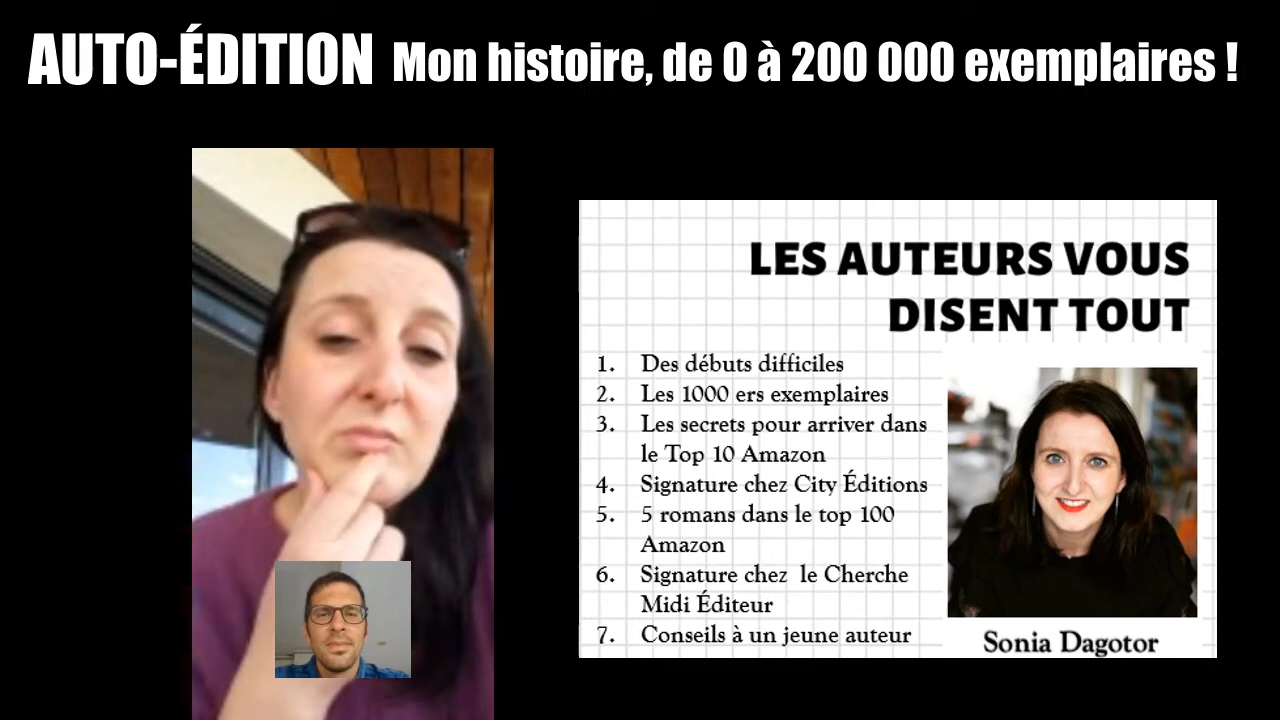 AUTO-ÉDITION Mon histoire, de 0 à 200 000 exemplaires !
LES AUTEURS VOUS
DISENT TOUT
1. Des débuts difficiles
2. Les 1000 ers exemplaires
3. Les secrets pour arriver dans
le Top 10 Amazon
4. Signature chez City Éditions
5. 5 romans dans le top 100
Amazon
6. Signature chez le Cherche
Midi Éditeur
7. Conseils à un jeune auteur
Sonia Dagotor